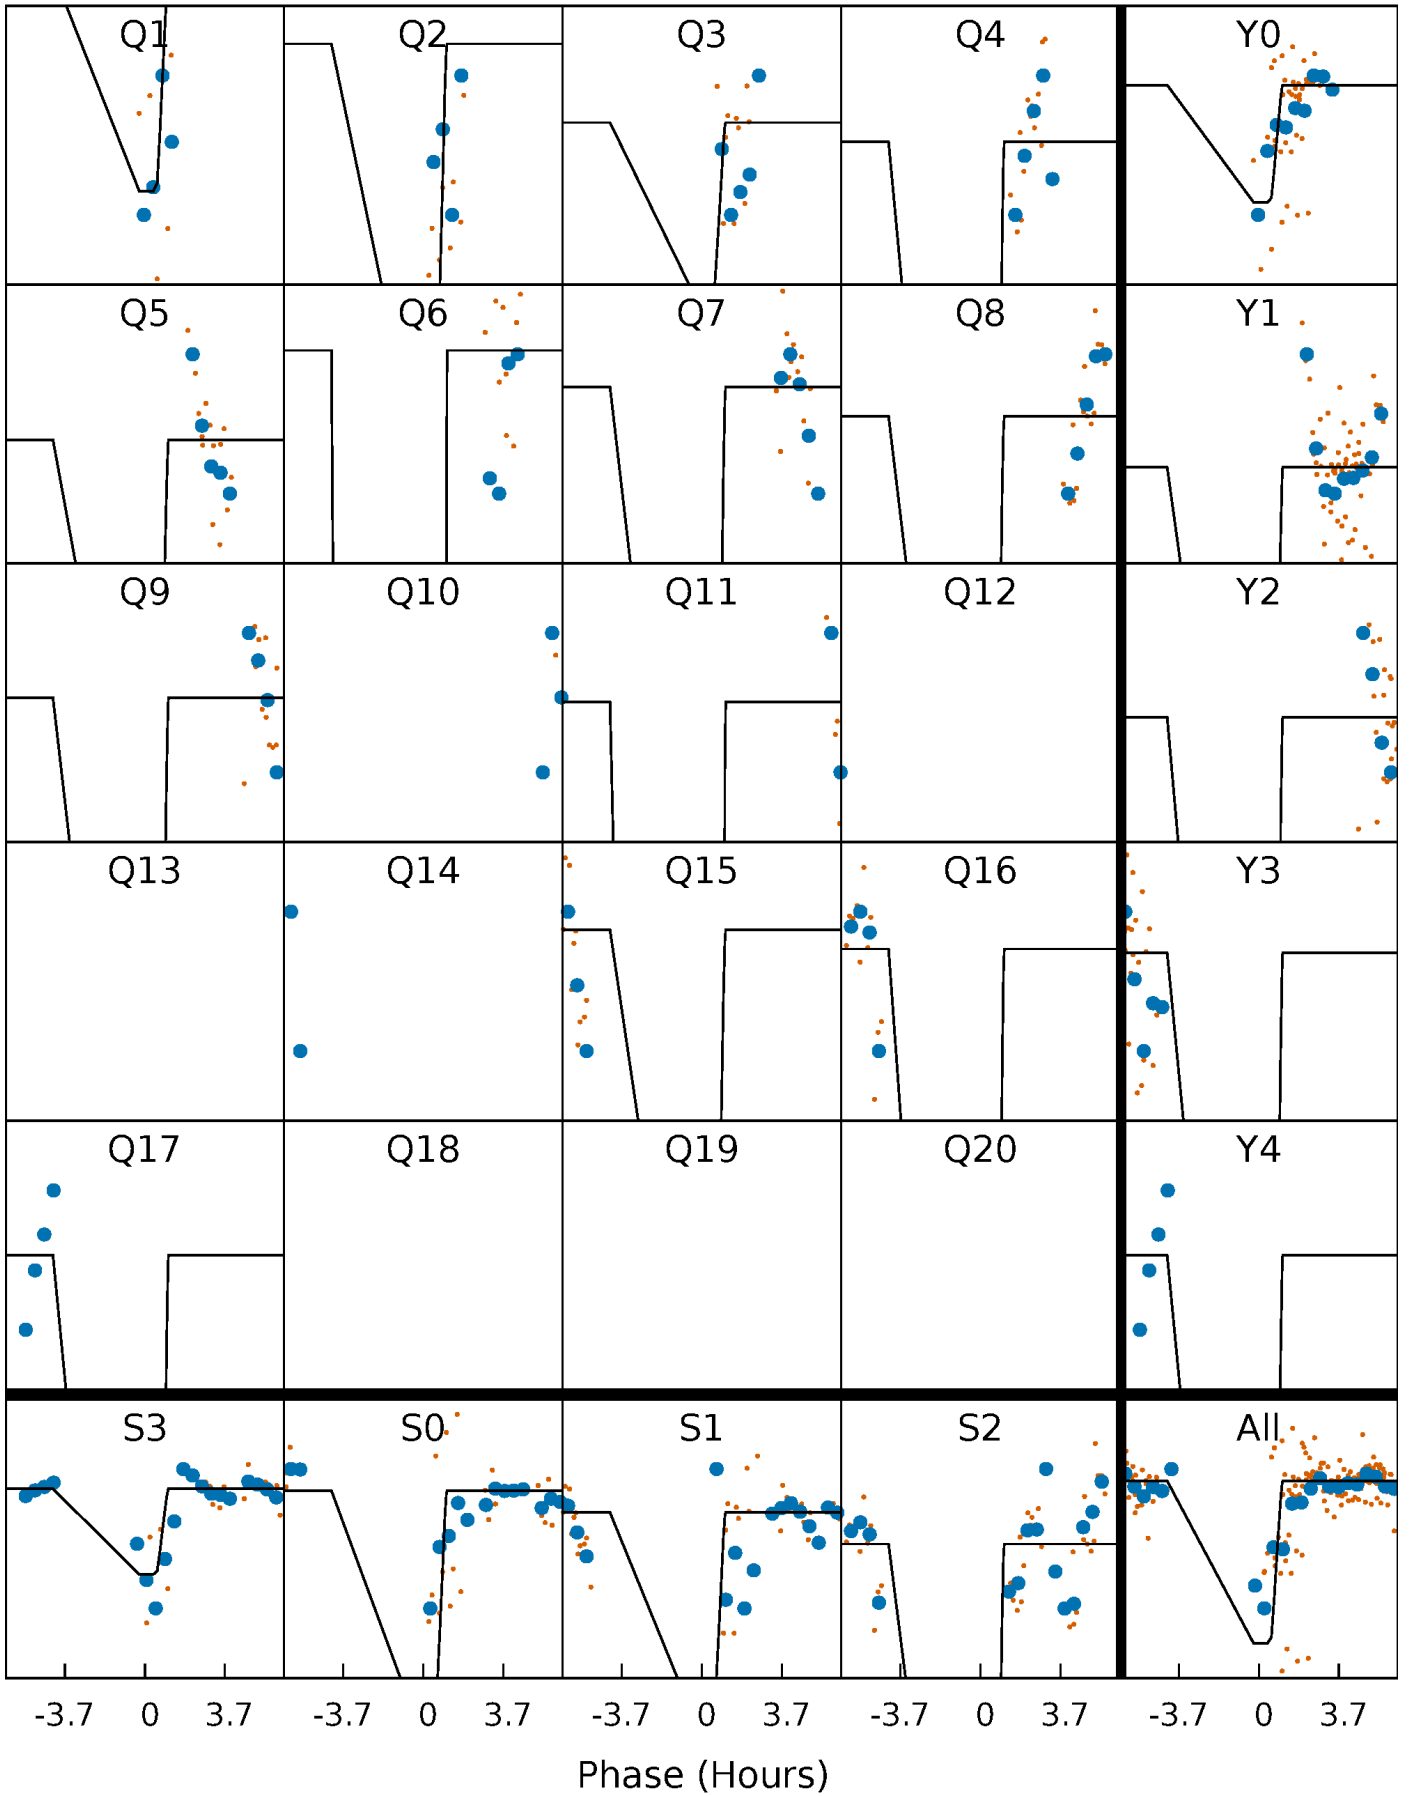 Q1 Q2 Q3 Q4 Y0
Q5 Q6 Q7 Q8 Y1
Q9 Q10 Q11 Q12 Y2
Q13 Q14 Q15 Q16 Y3
Q17 Q18 Q19 Q20 Y4
S3 S0 S1 S2 All
-3.7 0 3.7 -3.7 0 3.7 -3.7 0 3.7 -3.7 0 3.7 -3.7 0 3.7
Phase (Hours)